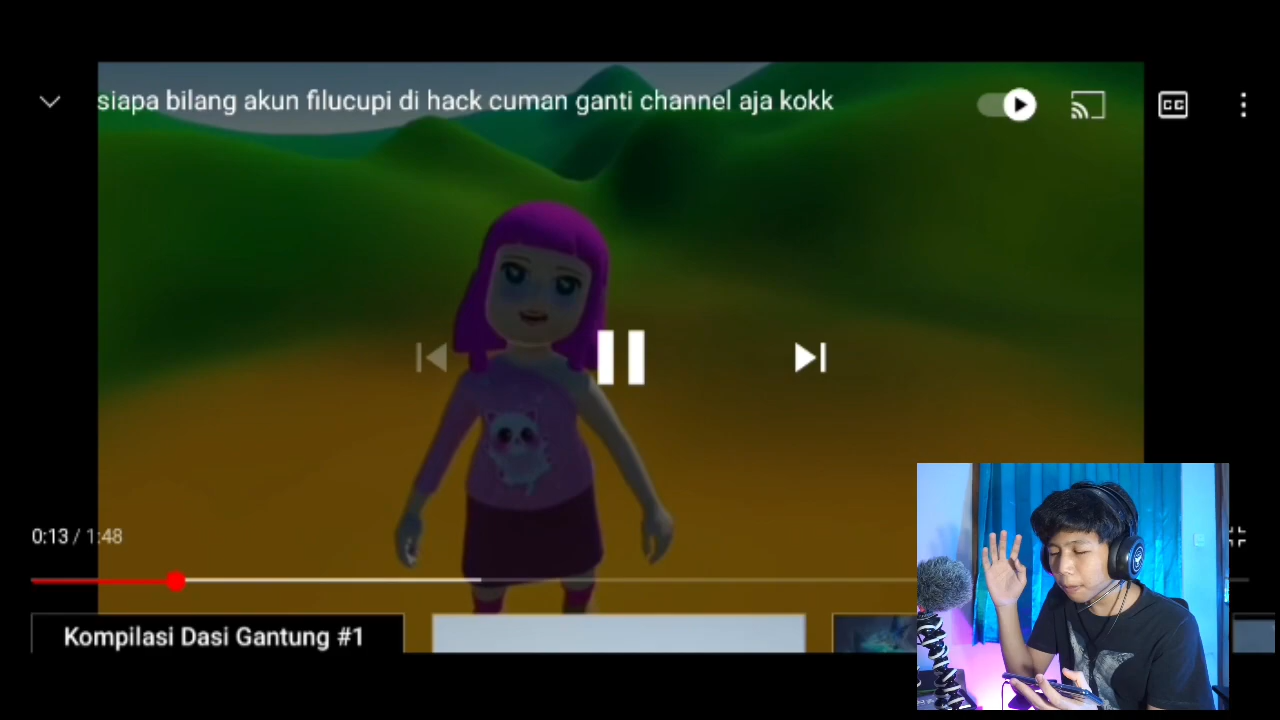 siapa bilang akun filucupi di hack cuman ganti channel aja kokk
CC
0:13 / 1:48
Kompilasi Dasi Gantung #1